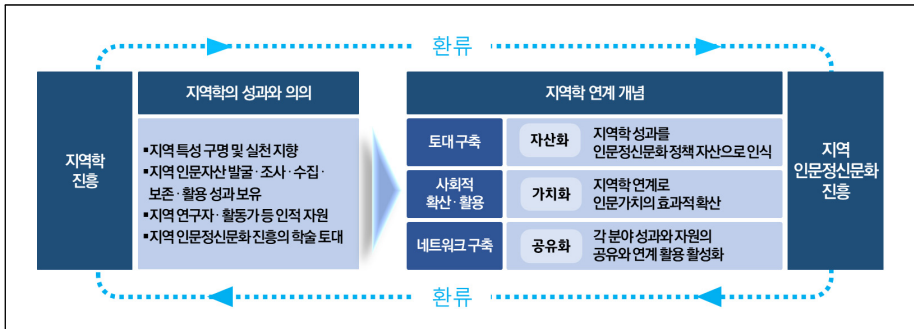 환류
지역학
진흥
지역학의 성과와 의의
▪지역 특성 구명 및 실천 지향
▪지역 인문자산 발굴·조사·수집·
보존·활용 성과 보유
▪지역 연구자·활동가 등 인적 자원
▪지역 인문정신문화 진흥의 학술 토대
지역학 연계 개념
토대 구축
자산화
지역학 성과를
인문정신문화 정책 자산으로 인식
사회적
확산·활용
가치화
지역학 연계로
인문가치의 효과적 확산
네트워크 구축
공유화
각 분야 성과와 자원의
공유와 연계 활용 활성화
지역
인문정신문화
진흥
환류